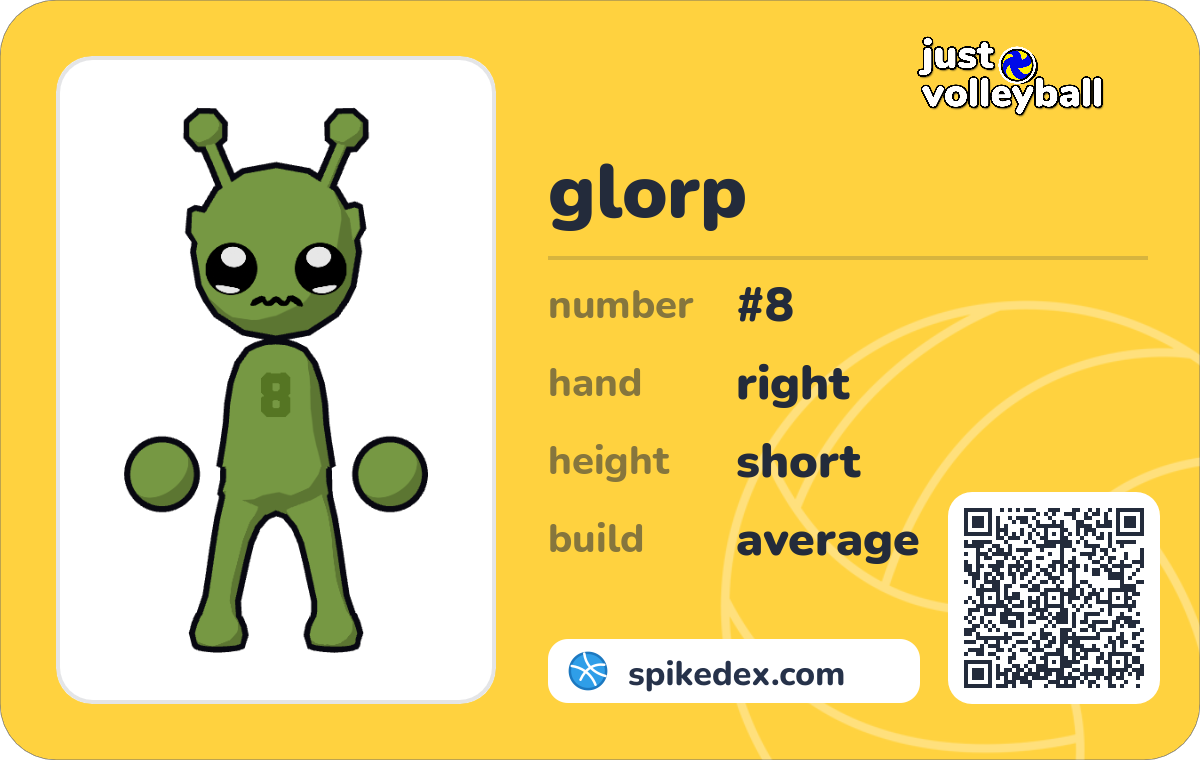 just
volleyball
glorp
number #8
hand right
height short
build average
8
spikedex.com